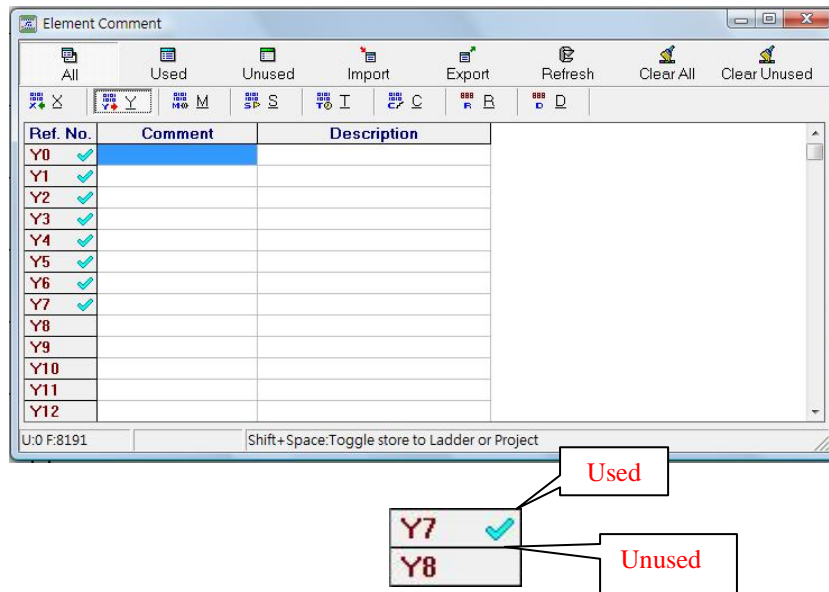 Element Comment
All Used Unused Import Export Refresh Clear All Clear Unused
X Y M S T C R D
Ref. No. Comment Description
Y0
Y1
Y2
Y3
Y4
Y5
Y6
Y7
Y8
Y9
Y10
Y11
Y12
U:0 F:8191 Shift+Space:Toggle store to Ladder or Project
Used
Y7
Unused
Y8